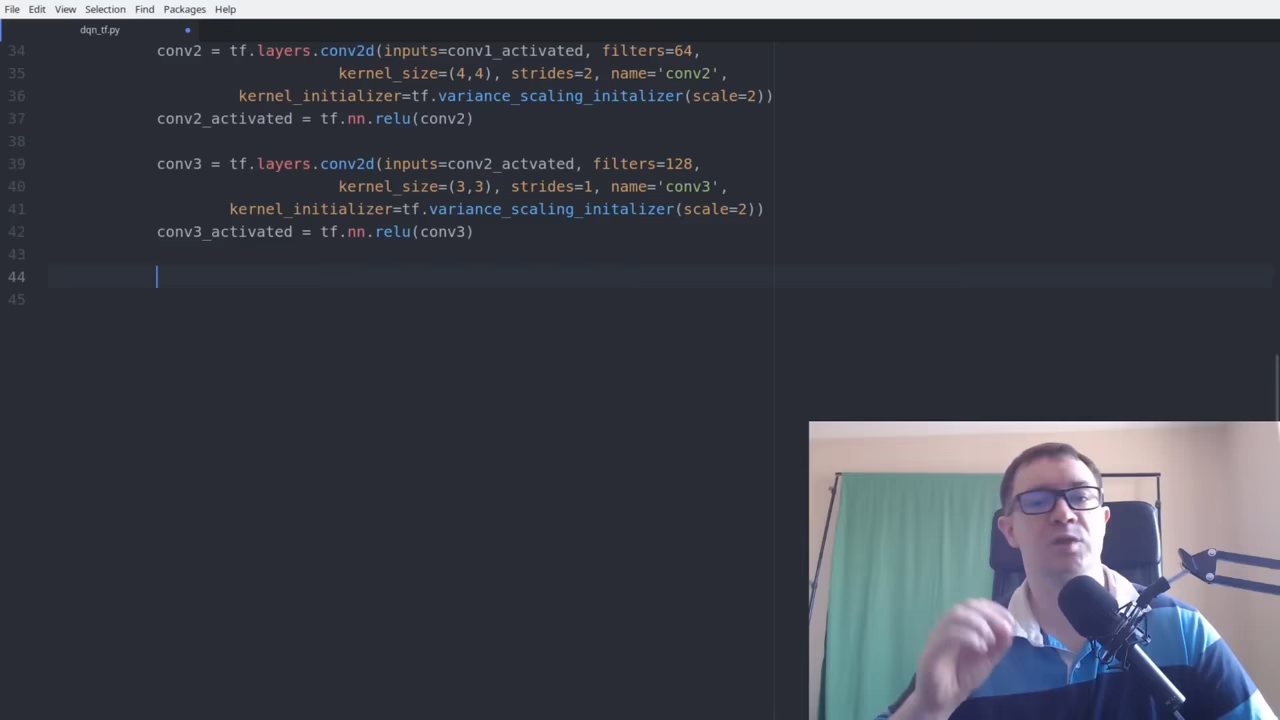 File Edit View Selection Find Packages Help
dqn_tf.py
34 conv2 = tf.layers.conv2d(inputs=conv1_activated, filters=64,
35 kernel_size=(4,4), strides=2, name='conv2',
36 kernel_initializer=tf.variance_scaling_initalizer(scale=2))
37 conv2_activated = tf.nn.relu(conv2)
38
39 conv3 = tf.layers.conv2d(inputs=conv2_actvated, filters=128,
40 kernel_size=(3,3), strides=1, name='conv3',
41 kernel_initializer=tf.variance_scaling_initalizer(scale=2))
42 conv3_activated = tf.nn.relu(conv3)
43
44
45